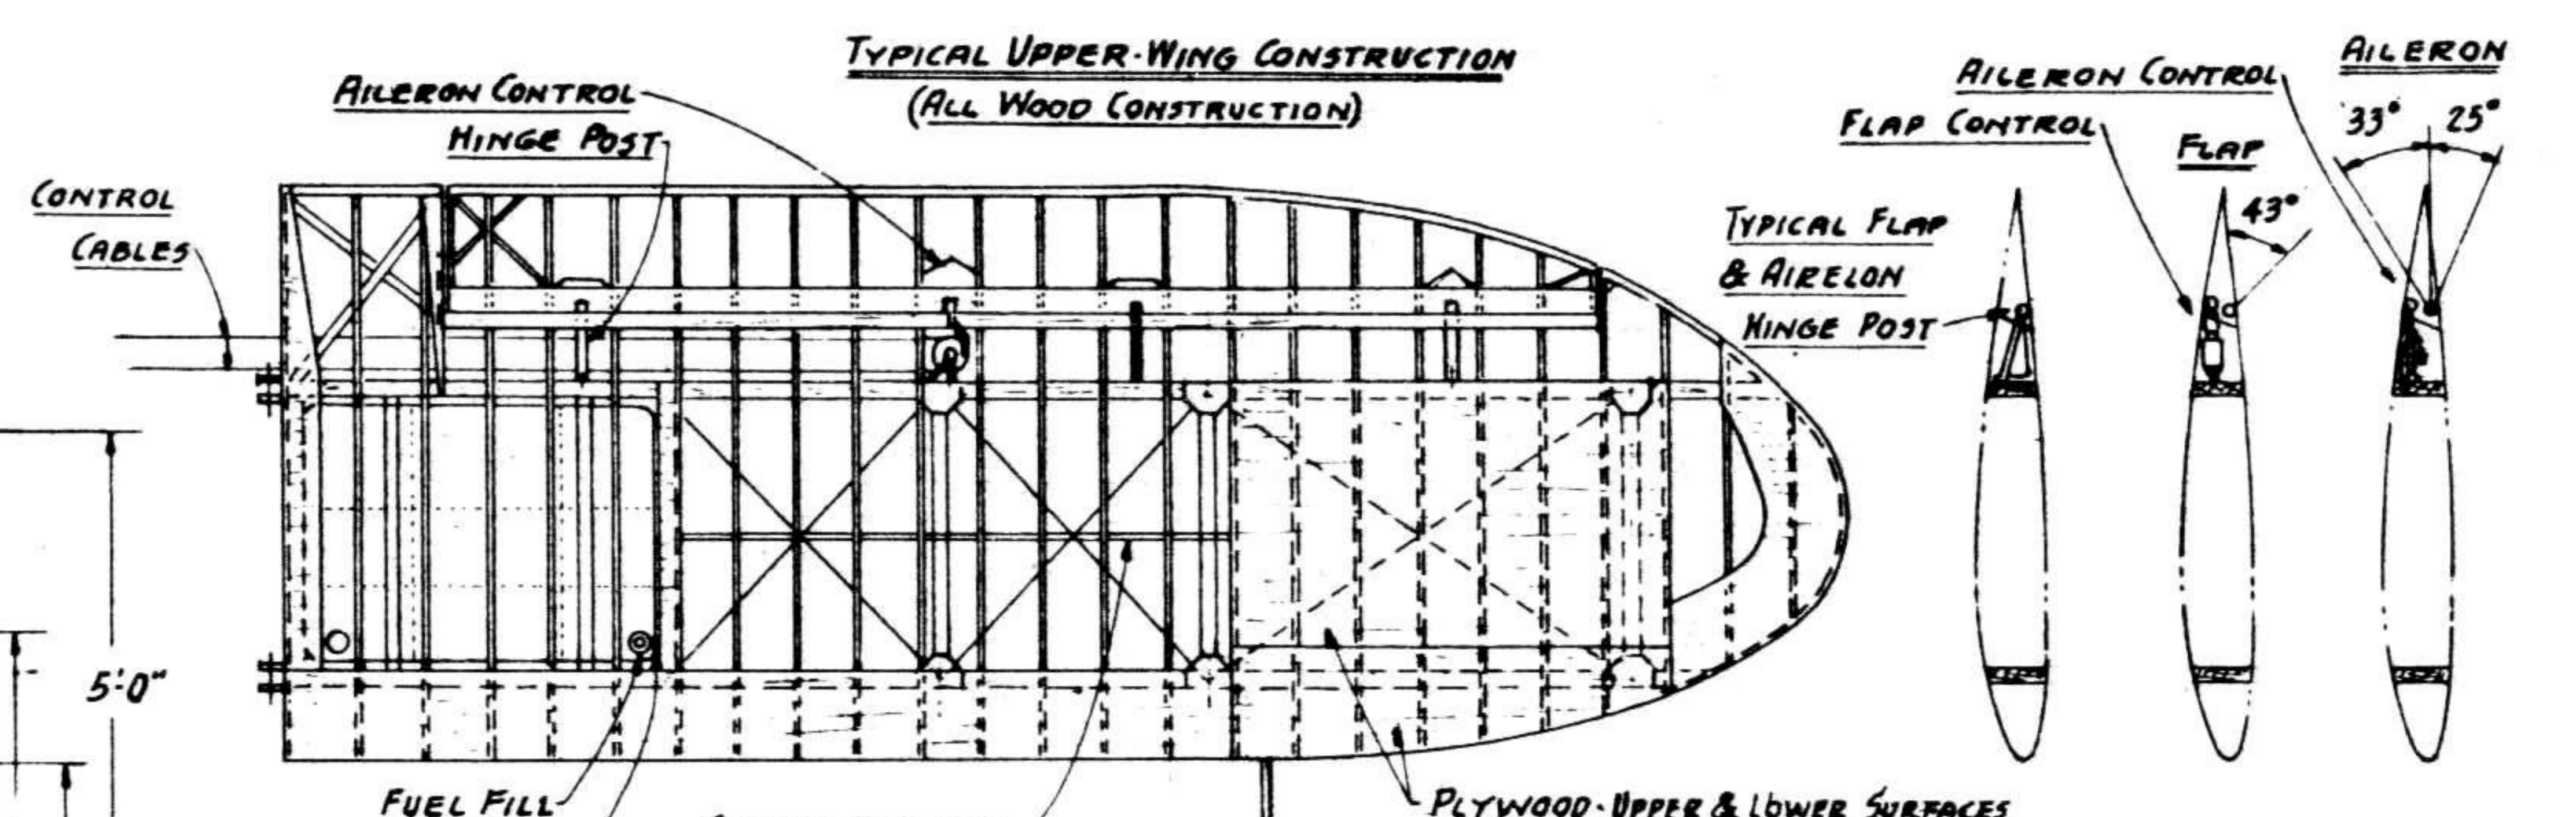 TYPICAL UPPER-WING CONSTRUCTION
(ALL WOOD CONSTRUCTION)
AILERON CONTROL
HINGE POST
CONTROL
CABLES
5'-0"
FUEL FILL
PLYWOOD-UPPER & LOWER SURFACES
AILERON
AILERON CONTROL
33° 25°
FLAP CONTROL
FLAP
43°
TYPICAL FLAP
& AIRELON
HINGE POST